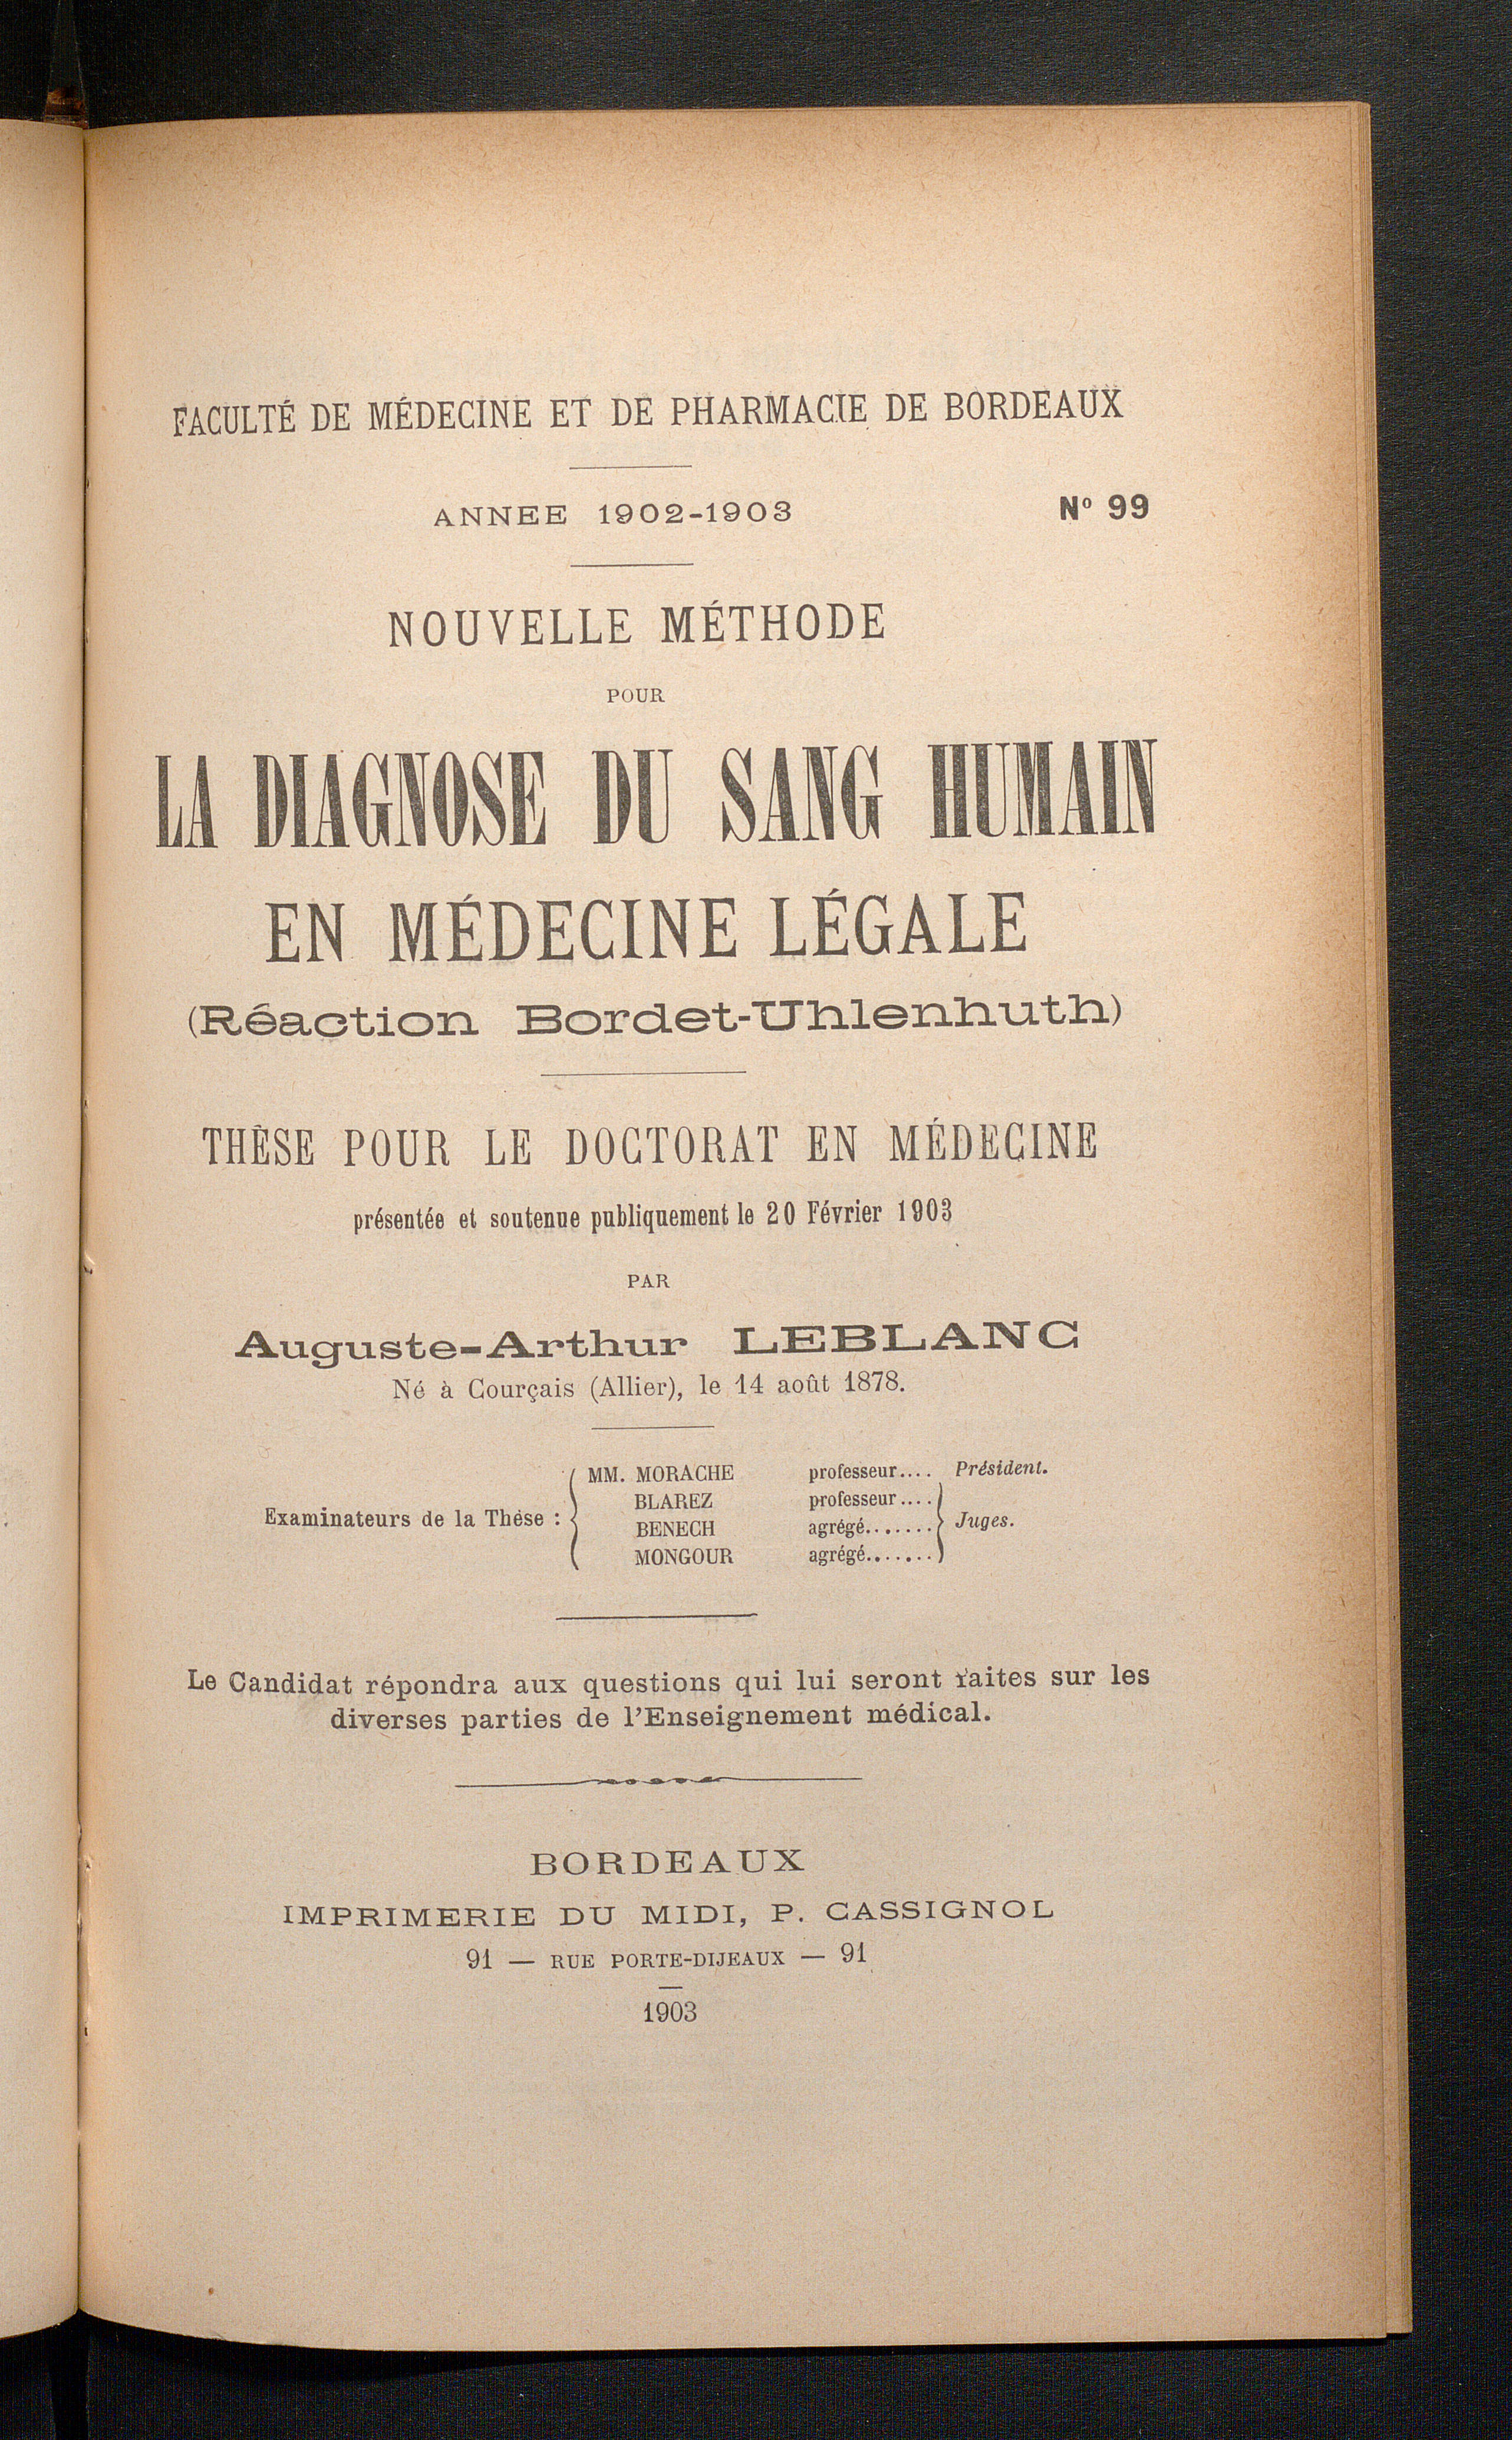 FACULTÉ DE MÉDECINE ET DE PHARMACIE DE BORDEAUX
ANNEE 1902-1903 Nº 99
NOUVELLE MÉTHODE
POUR
LA DIAGNOSE DU SANG HUMAIN
EN MÉDECINE LÉGALE
(Réaction Bordet-Uhlenhuth)
THÈSE POUR LE DOCTORAT EN MÉDECINE
présentée et soutenue publiquement le 20 Février 1903
PAR
Auguste-Arthur LEBLANC
Né à Courçais (Allier), le 14 août 1878.
MM. MORACHE professeur.... Président.
BLAREZ professeur....
Examinateurs de la Thèse : BENECH agrégé....... Juges.
MONGOUR agrégé.......
Le Candidat répondra aux questions qui lui seront faites sur les
diverses parties de l'Enseignement médical.
BORDEAUX
IMPRIMERIE DU MIDI, P. CASSIGNOL
91 — RUE PORTE-DIJEAUX — 91
1903